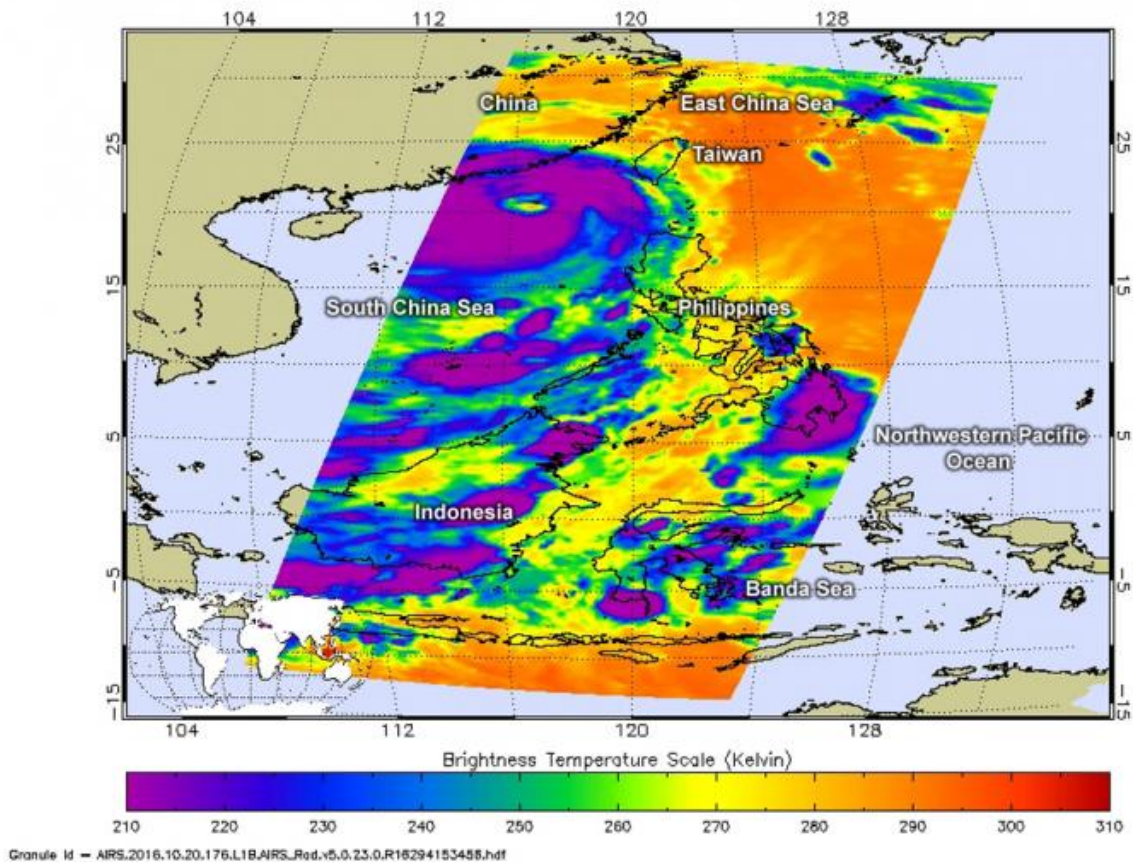 104 112 120 128
China East China Sea
25 25
Taiwan
15 15
South China Sea Philippines
5 5
Northwestern Pacific
Ocean
Indonesia
-5 -5
Banda Sea
-15 -15
104 112 120 128
Brightness Temperature Scale (Kelvin)
210 220 230 240 250 260 270 280 290 300 310
Granule Id = AIRS.2016.10.20.176.L1B.AIRS_Rad.v5.0.23.0.R16294153458.hdf